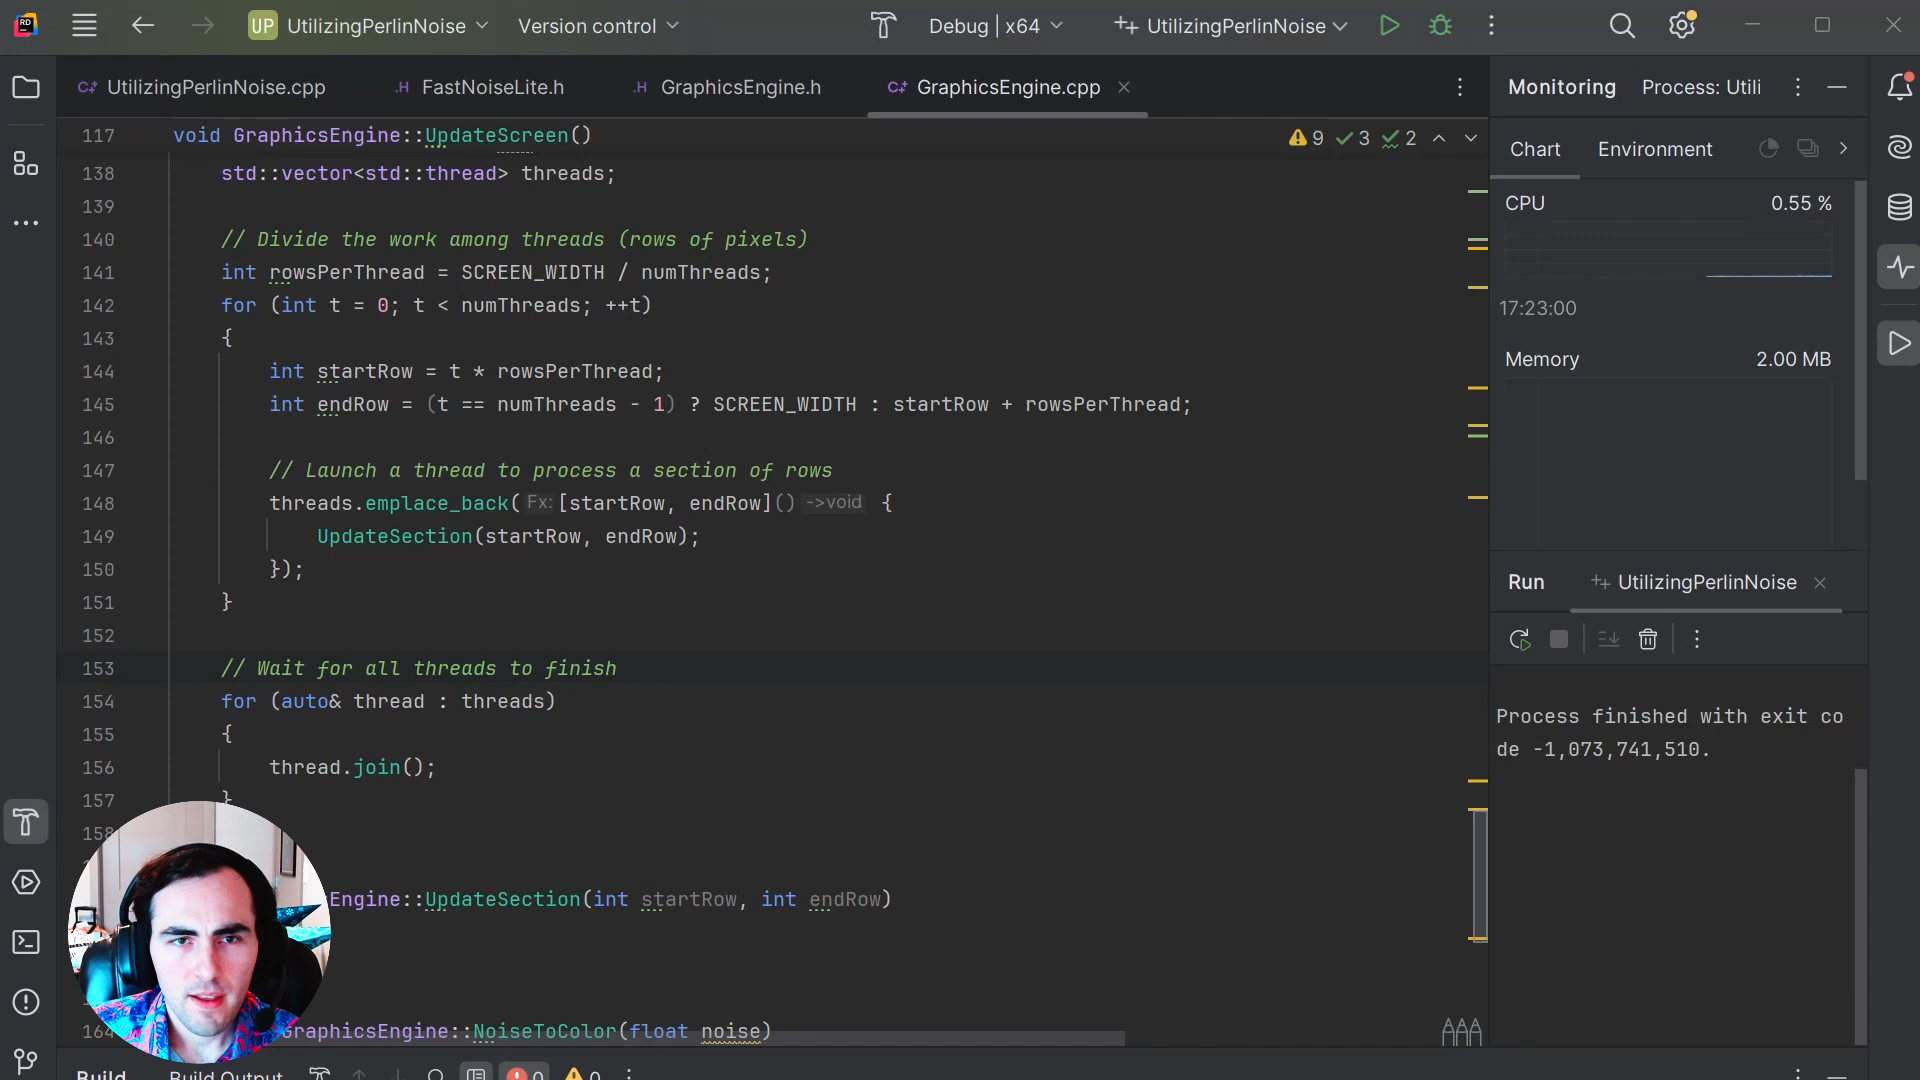 RD
UP UtilizingPerlinNoise
Version control
Debug | x64
UtilizingPerlinNoise
UtilizingPerlinNoise.cpp
.H FastNoiseLite.h
.H GraphicsEngine.h
GraphicsEngine.cpp
Monitoring Process: Utili
117 void GraphicsEngine::UpdateScreen()
9 3 2
138 std::vector<std::thread> threads;
139
140 // Divide the work among threads (rows of pixels)
141 int rowsPerThread = SCREEN_WIDTH / numThreads;
142 for (int t = 0; t < numThreads; ++t)
143 {
144 int startRow = t * rowsPerThread;
145 int endRow = (t == numThreads - 1) ? SCREEN_WIDTH : startRow + rowsPerThread;
146
147 // Launch a thread to process a section of rows
148 threads.emplace_back( Fx: [startRow, endRow]() ->void {
149 UpdateSection(startRow, endRow);
150 });
151 }
152
153 // Wait for all threads to finish
154 for (auto& thread : threads)
155 {
156 thread.join();
157 }
158
Engine::UpdateSection(int startRow, int endRow)
164 GraphicsEngine::NoiseToColor(float noise)
Chart Environment
CPU 0.55 %
17:23:00
Memory 2.00 MB
Run UtilizingPerlinNoise
Process finished with exit co
de -1,073,741,510.
Build Build Output 0 0